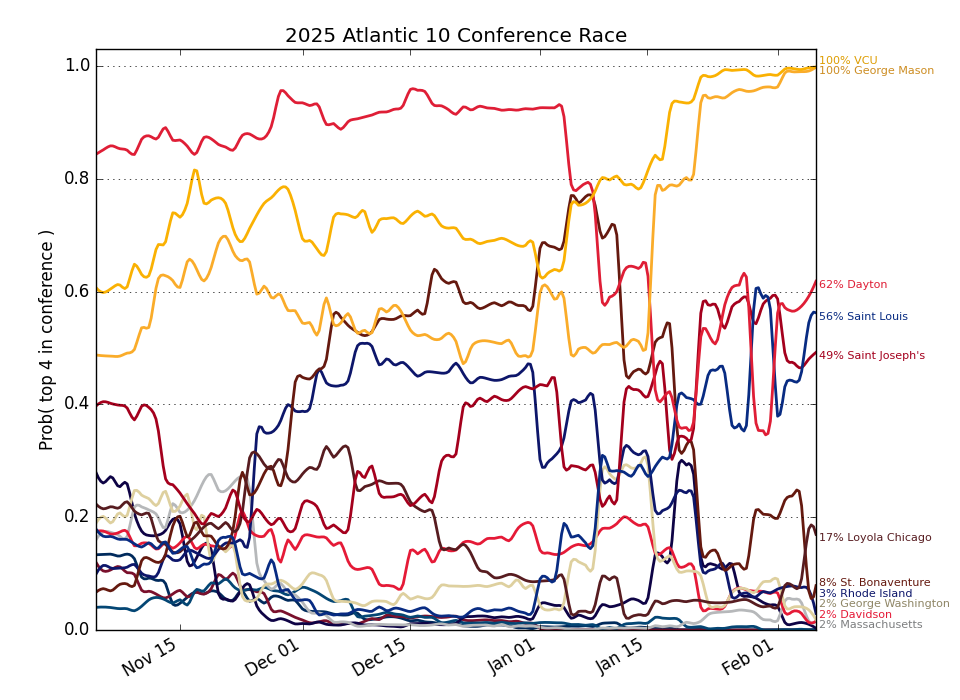 2025 Atlantic 10 Conference Race
Prob( top 4 in conference )
1.0
0.8
0.6
0.4
0.2
0.0
Nov 15
Dec 01
Dec 15
Jan 01
Jan 15
Feb 01
100% VCU
100% George Mason
62% Dayton
56% Saint Louis
49% Saint Joseph's
17% Loyola Chicago
8% St. Bonaventure
3% Rhode Island
2% George Washington
2% Davidson
2% Massachusetts